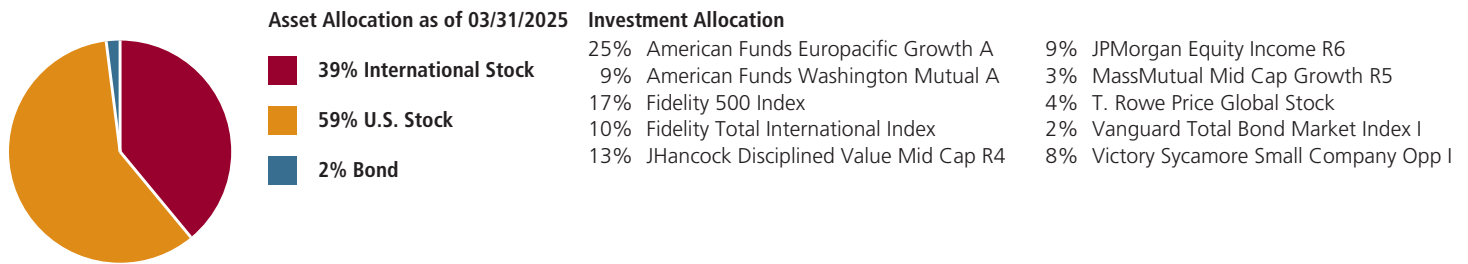 Asset Allocation as of 03/31/2025
39% International Stock
59% U.S. Stock
2% Bond
Investment Allocation
25% American Funds Europacific Growth A
9% American Funds Washington Mutual A
17% Fidelity 500 Index
10% Fidelity Total International Index
13% JHancock Disciplined Value Mid Cap R4
9% JPMorgan Equity Income R6
3% MassMutual Mid Cap Growth R5
4% T. Rowe Price Global Stock
2% Vanguard Total Bond Market Index I
8% Victory Sycamore Small Company Opp I